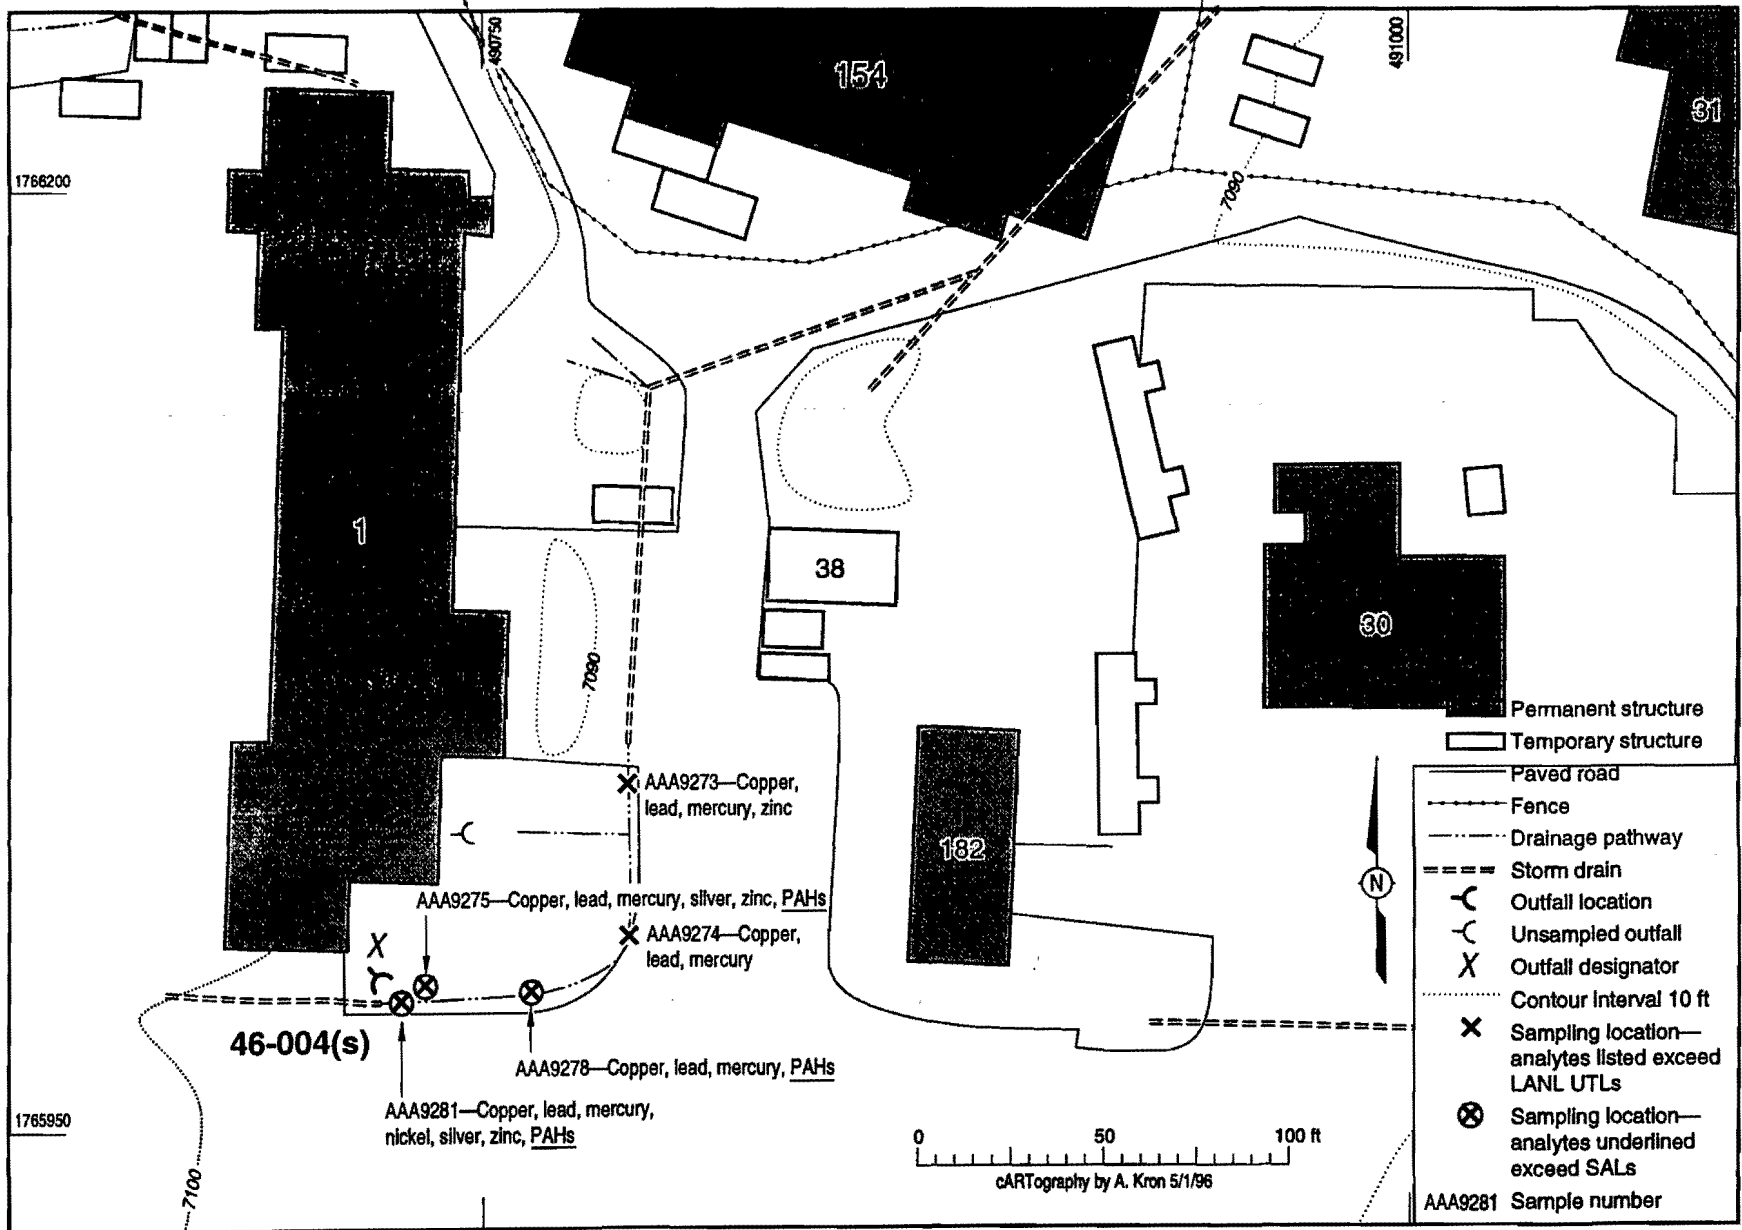 490750
154
491000
31
1766200
7090
1
38
7090
30
Permanent structure
Temporary structure
Paved road
AAA9273—Copper,
lead, mercury, zinc
Fence
Drainage pathway
182
Storm drain
N
AAA9275—Copper, lead, mercury, silver, zinc, PAHs
Outfall location
AAA9274—Copper,
lead, mercury
Unsampled outfall
X
X Outfall designator
Contour Interval 10 ft
46-004(s)
Sampling location—
analytes listed exceed
LANL UTLs
AAA9278—Copper, lead, mercury, PAHs
AAA9281—Copper, lead, mercury,
nickel, silver, zinc, PAHs
1765950
Sampling location—
analytes underlined
exceed SALs
0 50 100 ft
cARTography by A. Kron 5/1/96
7100
AAA9281 Sample number